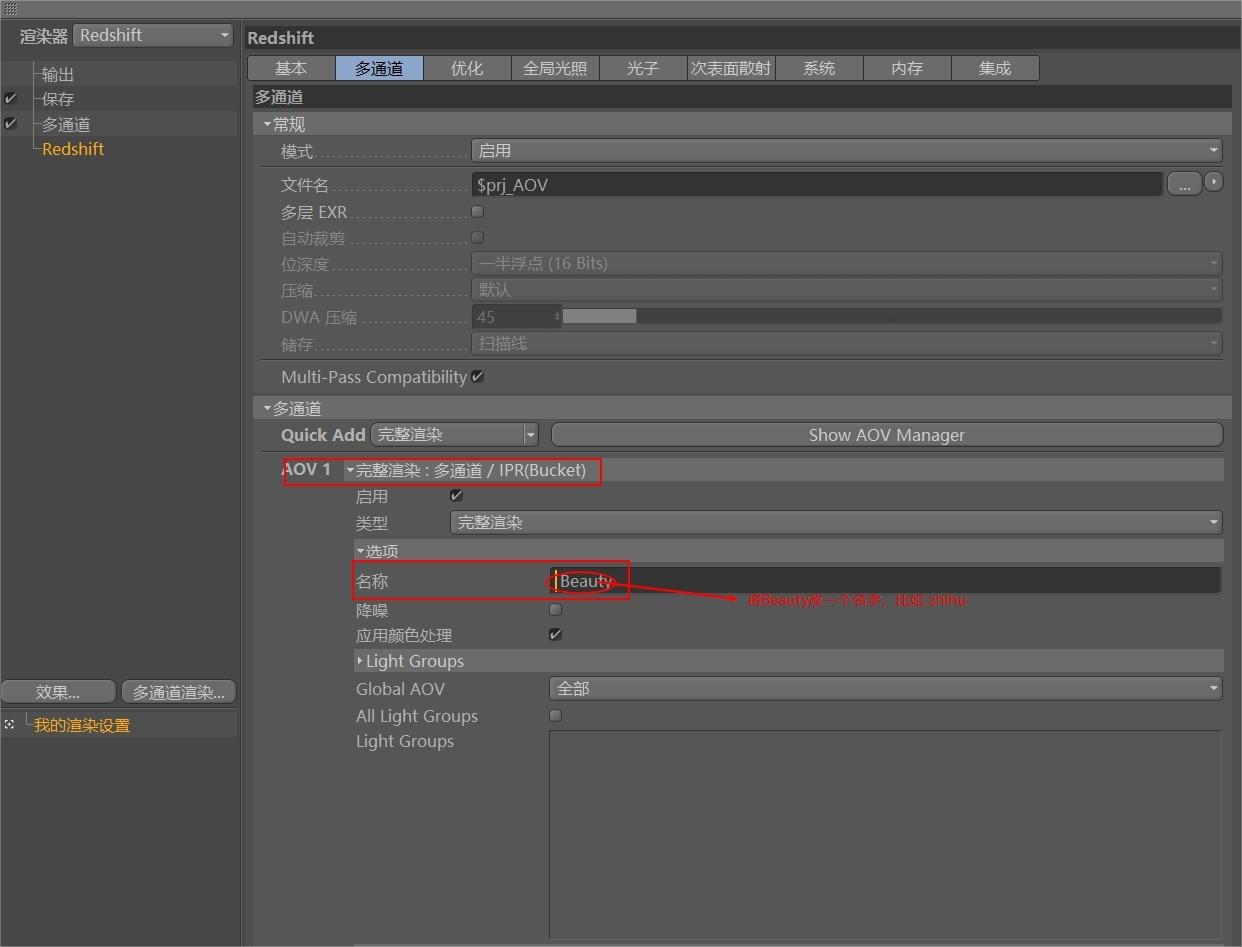 渲染器 Redshift
输出
保存
多通道
Redshift
效果... 多通道渲染...
我的渲染设置
Redshift
基本 多通道 优化 全局光照 光子 次表面散射 系统 内存 集成
多通道
常规
模式 启用
文件名 $prj_AOV ...
多层 EXR
自动裁剪
位深度 一半浮点 (16 Bits)
压缩 默认
DWA 压缩 45
储存 扫描线
Multi-Pass Compatibility
多通道
Quick Add 完整渲染 Show AOV Manager
AOV 1 完整渲染 : 多通道 / IPR(Bucket)
启用
类型 完整渲染
选项
名称 Beauty
将Beauty改一个名字，比如 zhihu
降噪
应用颜色处理
Light Groups
Global AOV 全部
All Light Groups
Light Groups